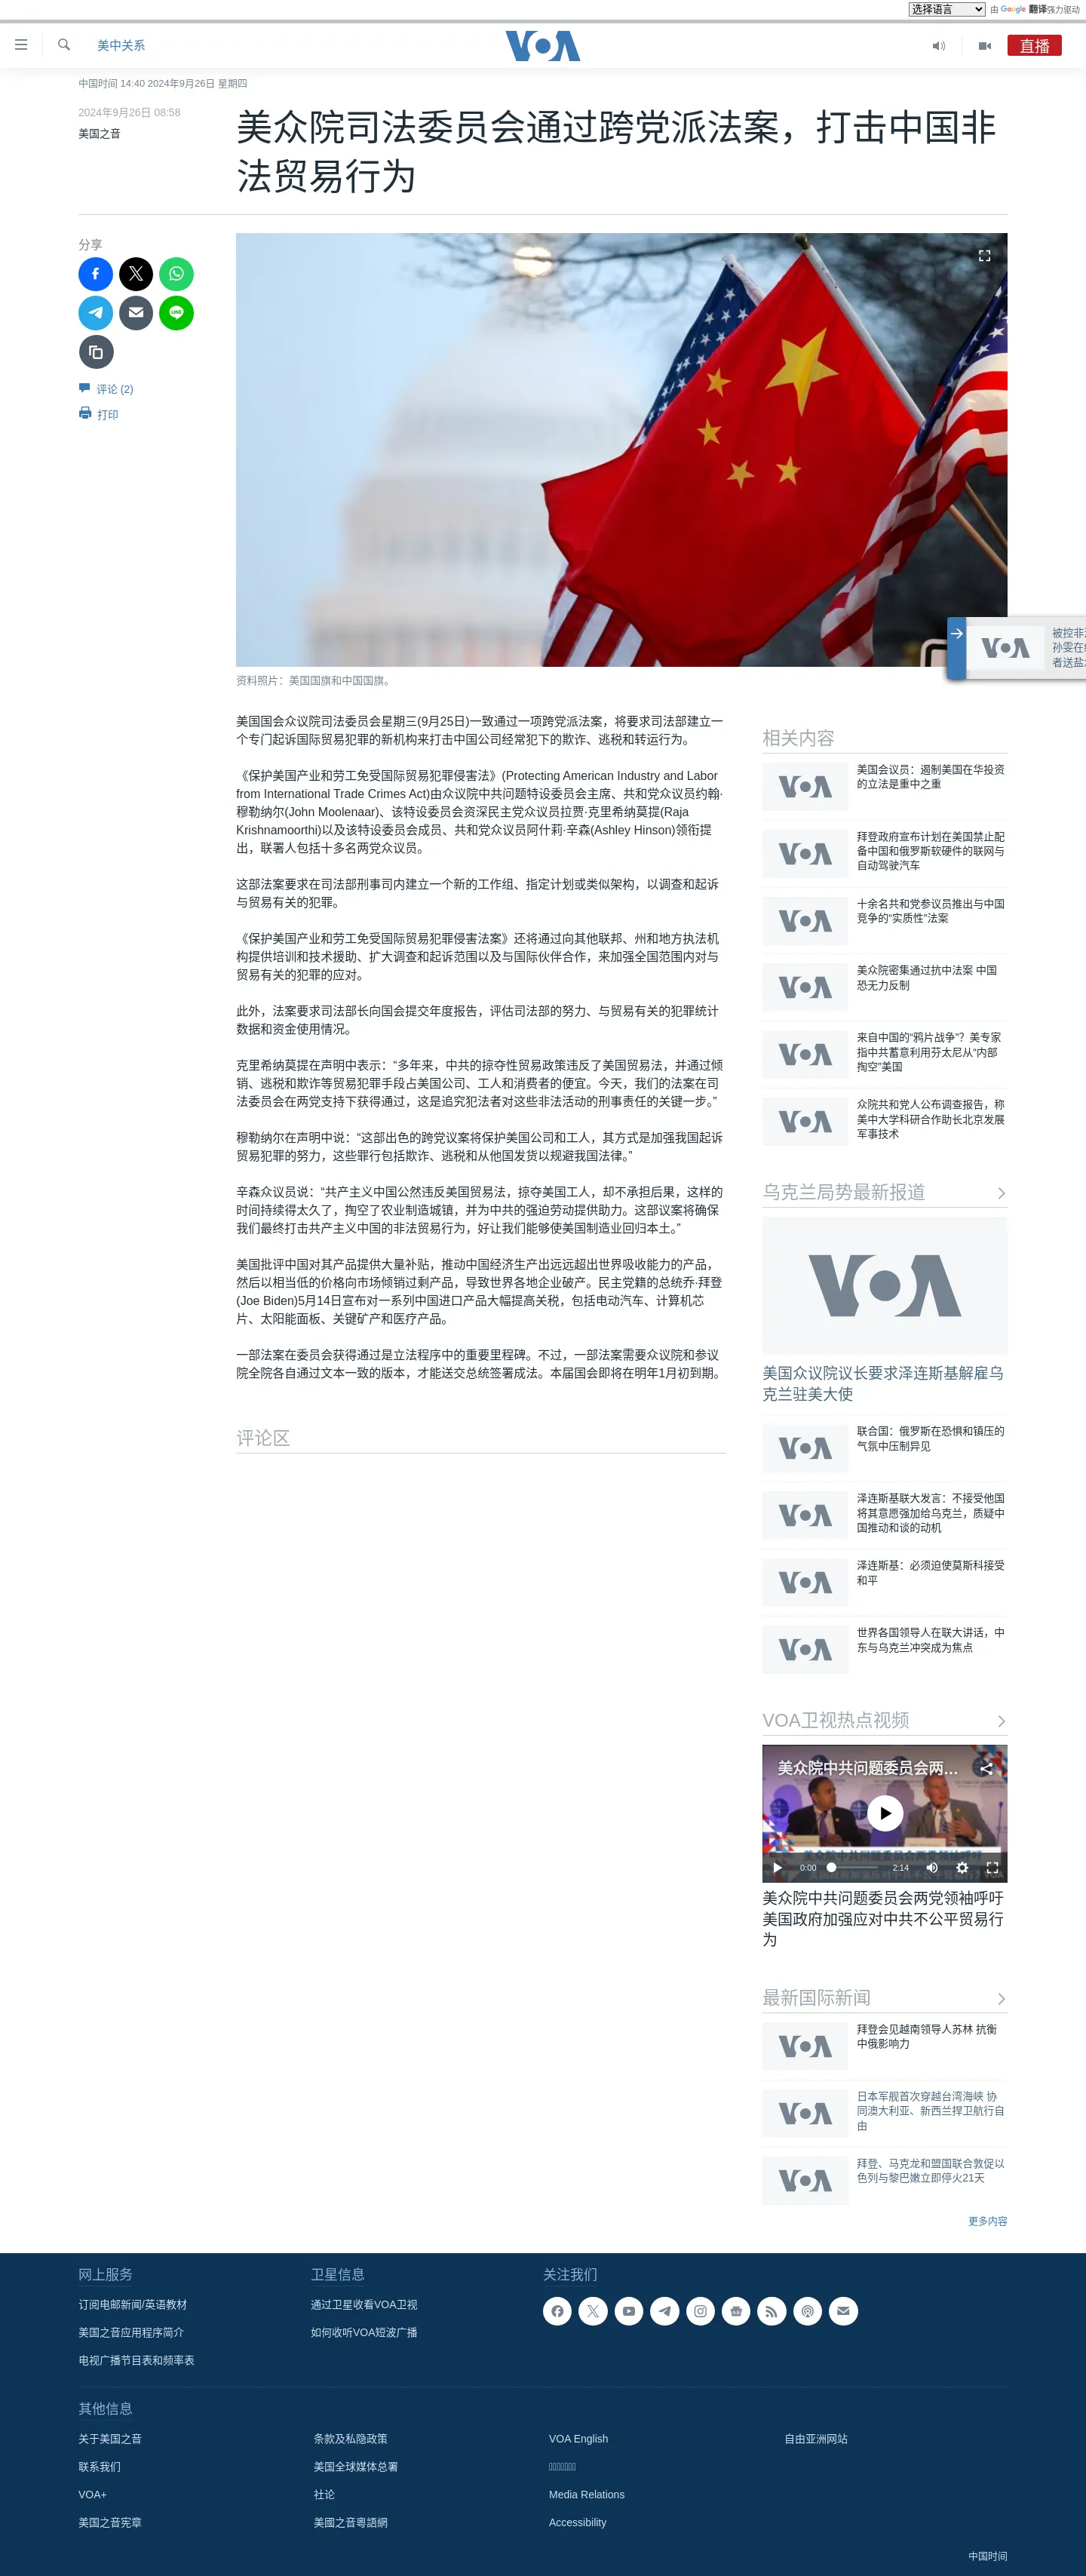 选择语言 由 Google 翻译强力驱动
美中关系
VOA
直播
中国时间 14:40 2024年9月26日 星期四
2024年9月26日 08:58
美国之音
美众院司法委员会通过跨党派法案，打击中国非
法贸易行为
分享
评论 (2)
打印
资料照片：美国国旗和中国国旗。
美国国会众议院司法委员会星期三(9月25日)一致通过一项跨党派法案，将要求司法部建立一
个专门起诉国际贸易犯罪的新机构来打击中国公司经常犯下的欺诈、逃税和转运行为。
《保护美国产业和劳工免受国际贸易犯罪侵害法》(Protecting American Industry and Labor
from International Trade Crimes Act)由众议院中共问题特设委员会主席、共和党众议员约翰·
穆勒纳尔(John Moolenaar)、该特设委员会资深民主党众议员拉贾·克里希纳莫提(Raja
Krishnamoorthi)以及该特设委员会成员、共和党众议员阿什莉·辛森(Ashley Hinson)领衔提
出，联署人包括十多名两党众议员。
这部法案要求在司法部刑事司内建立一个新的工作组、指定计划或类似架构，以调查和起诉
与贸易有关的犯罪。
《保护美国产业和劳工免受国际贸易犯罪侵害法案》还将通过向其他联邦、州和地方执法机
构提供培训和技术援助、扩大调查和起诉范围以及与国际伙伴合作，来加强全国范围内对与
贸易有关的犯罪的应对。
此外，法案要求司法部长向国会提交年度报告，评估司法部的努力、与贸易有关的犯罪统计
数据和资金使用情况。
克里希纳莫提在声明中表示：“多年来，中共的掠夺性贸易政策违反了美国贸易法，并通过倾
销、逃税和欺诈等贸易犯罪手段占美国公司、工人和消费者的便宜。今天，我们的法案在司
法委员会在两党支持下获得通过，这是追究犯法者对这些非法活动的刑事责任的关键一步。”
穆勒纳尔在声明中说：“这部出色的跨党议案将保护美国公司和工人，其方式是加强我国起诉
贸易犯罪的努力，这些罪行包括欺诈、逃税和从他国发货以规避我国法律。”
辛森众议员说：“共产主义中国公然违反美国贸易法，掠夺美国工人，却不承担后果，这样的
时间持续得太久了，掏空了农业制造城镇，并为中共的强迫劳动提供助力。这部议案将确保
我们最终打击共产主义中国的非法贸易行为，好让我们能够使美国制造业回归本土。”
美国批评中国对其产品提供大量补贴，推动中国经济生产出远远超出世界吸收能力的产品，
然后以相当低的价格向市场倾销过剩产品，导致世界各地企业破产。民主党籍的总统乔·拜登
(Joe Biden)5月14日宣布对一系列中国进口产品大幅提高关税，包括电动汽车、计算机芯
片、太阳能面板、关键矿产和医疗产品。
一部法案在委员会获得通过是立法程序中的重要里程碑。不过，一部法案需要众议院和参议
院全院各自通过文本一致的版本，才能送交总统签署成法。本届国会即将在明年1月初到期。
评论区
VOA
被控非
孙雯在
者送盐
相关内容
VOA
美国会议员：遏制美国在华投资
的立法是重中之重
VOA
拜登政府宣布计划在美国禁止配
备中国和俄罗斯软硬件的联网与
自动驾驶汽车
VOA
十余名共和党参议员推出与中国
竞争的“实质性”法案
VOA
美众院密集通过抗中法案 中国
恐无力反制
VOA
来自中国的“鸦片战争”？美专家
指中共蓄意利用芬太尼从“内部
掏空”美国
VOA
众院共和党人公布调查报告，称
美中大学科研合作助长北京发展
军事技术
乌克兰局势最新报道
VOA
美国众议院议长要求泽连斯基解雇乌
克兰驻美大使
VOA
联合国：俄罗斯在恐惧和镇压的
气氛中压制异见
VOA
泽连斯基联大发言：不接受他国
将其意愿强加给乌克兰，质疑中
国推动和谈的动机
VOA
泽连斯基：必须迫使莫斯科接受
和平
VOA
世界各国领导人在联大讲话，中
东与乌克兰冲突成为焦点
VOA卫视热点视频
美众院中共问题委员会两...
0:00 2:14
美众院中共问题委员会两党领袖呼吁
美国政府加强应对中共不公平贸易行
为
最新国际新闻
VOA
拜登会见越南领导人苏林 抗衡
中俄影响力
VOA
日本军舰首次穿越台湾海峡 协
同澳大利亚、新西兰捍卫航行自
由
VOA
拜登、马克龙和盟国联合敦促以
色列与黎巴嫩立即停火21天
更多内容
网上服务
订阅电邮新闻/英语教材
美国之音应用程序简介
电视广播节目表和频率表
卫星信息
通过卫星收看VOA卫视
如何收听VOA短波广播
关注我们
其他信息
关于美国之音
联系我们
VOA+
美国之音宪章
条款及私隐政策
美国全球媒体总署
社论
美國之音粵語網
VOA English
Media Relations
Accessibility
自由亚洲网站
中国时间